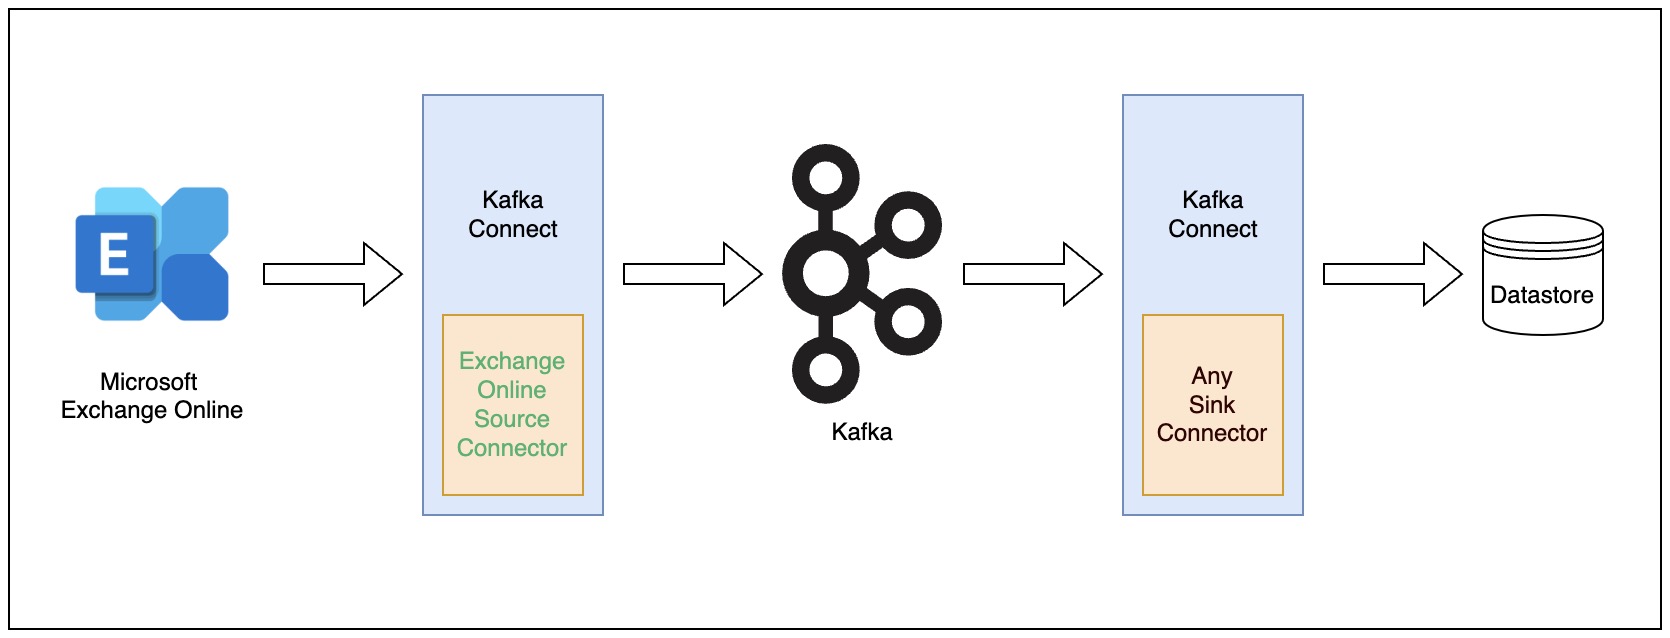 E
Microsoft
Exchange Online
Kafka
Connect
Exchange
Online
Source
Connector
Kafka
Kafka
Connect
Any
Sink
Connector
Datastore